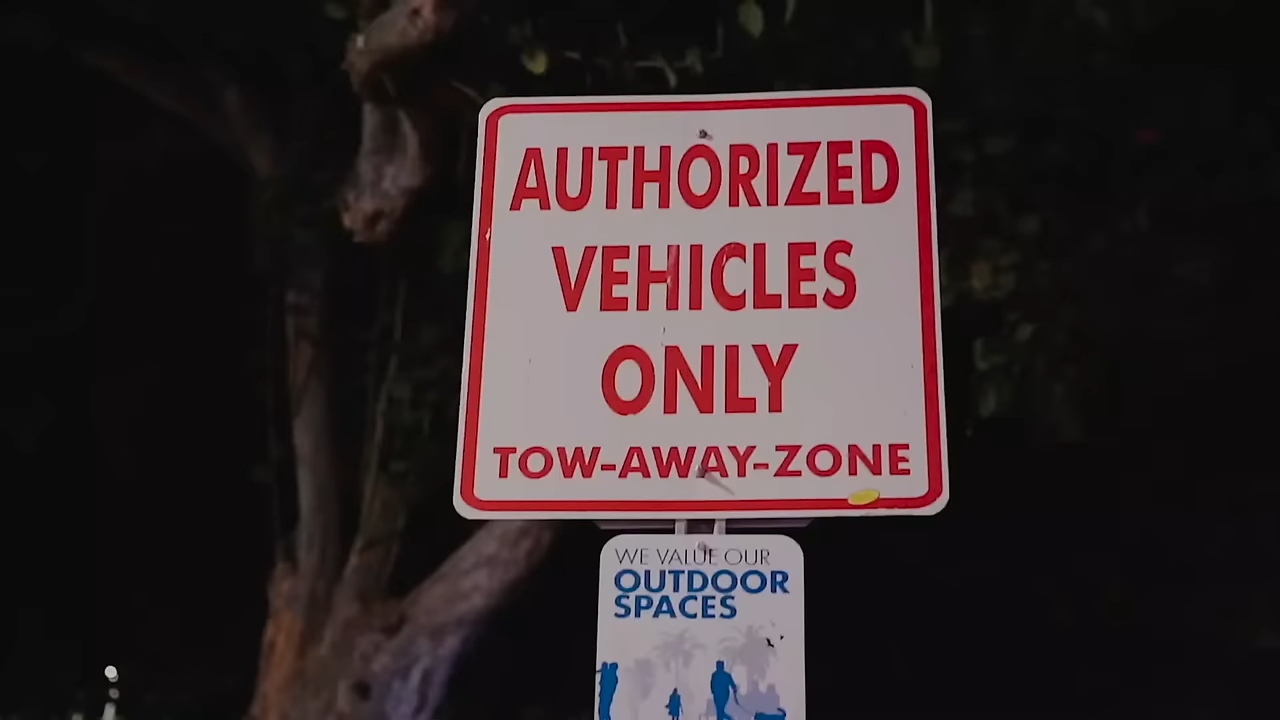 AUTHORIZED
VEHICLES
ONLY
TOW-AWAY-ZONE
WE VALUE OUR
OUTDOOR
SPACES